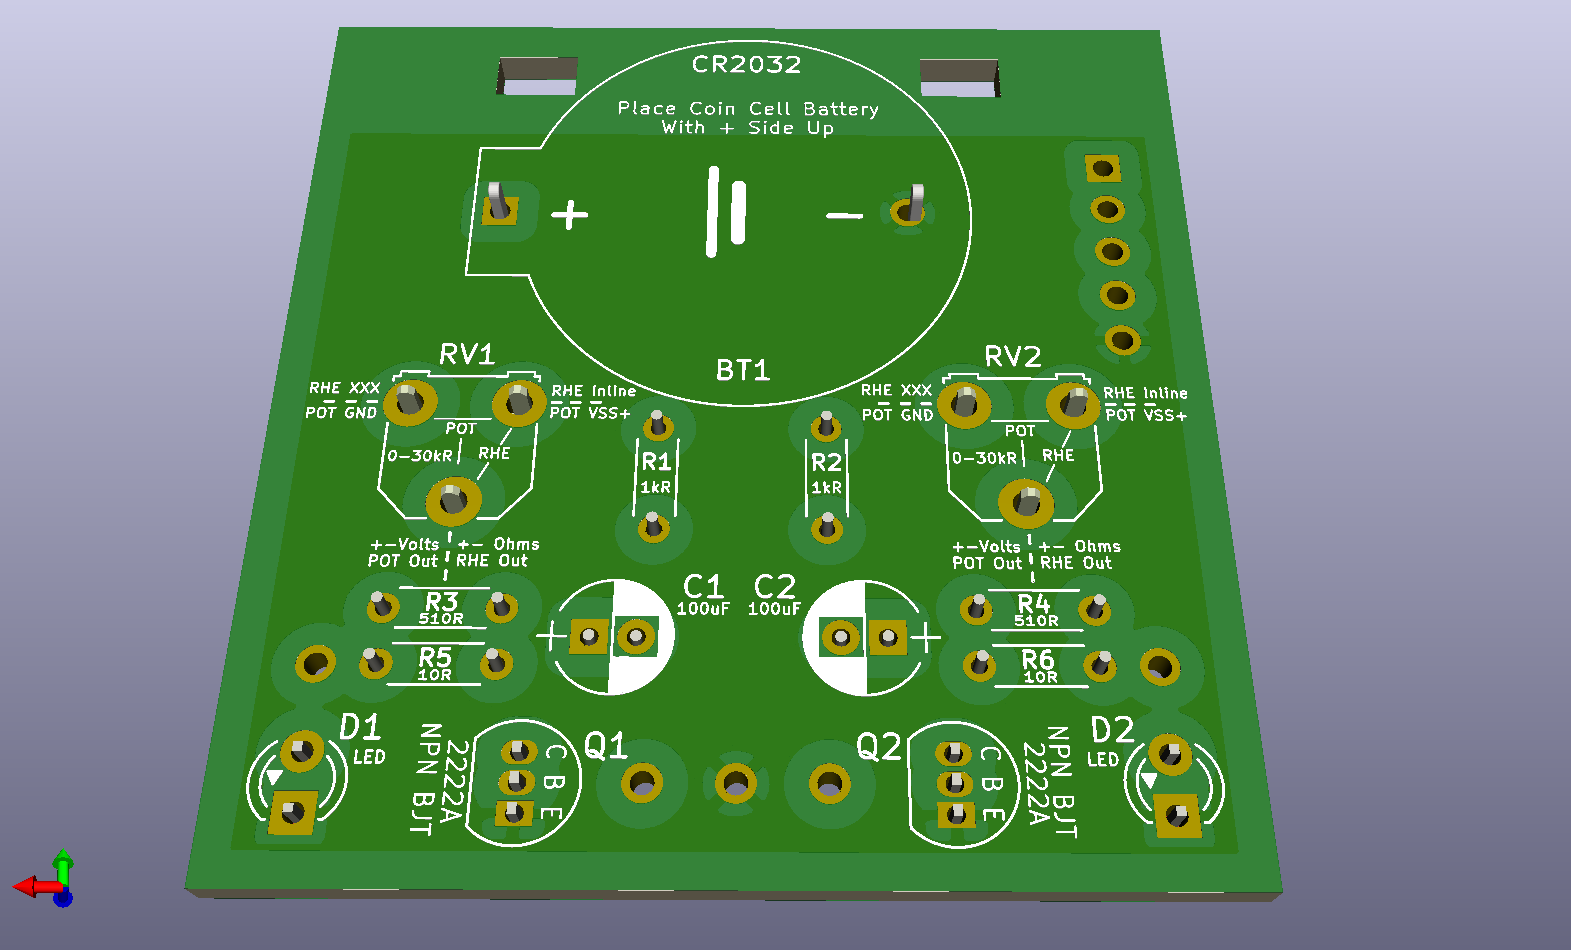 CR2032
Place Coin Cell Battery
With + Side Up
+
−
BT1
RV1
RHE XXX
POT GND
RHE Inline
POT VSS+
POT
0-30kR
RHE
+-Volts
POT Out
+- Ohms
RHE Out
R1
1kR
R2
1kR
RV2
RHE XXX
POT GND
RHE Inline
POT VSS+
POT
0-30kR
RHE
+-Volts
POT Out
+- Ohms
RHE Out
R3
510R
R5
10R
+
C1
100uF
C2
100uF
+
R4
510R
R6
10R
D1
LED
NPN BJT
2222A
C
B
E
Q1
Q2
C
B
E
NPN BJT
2222A
D2
LED